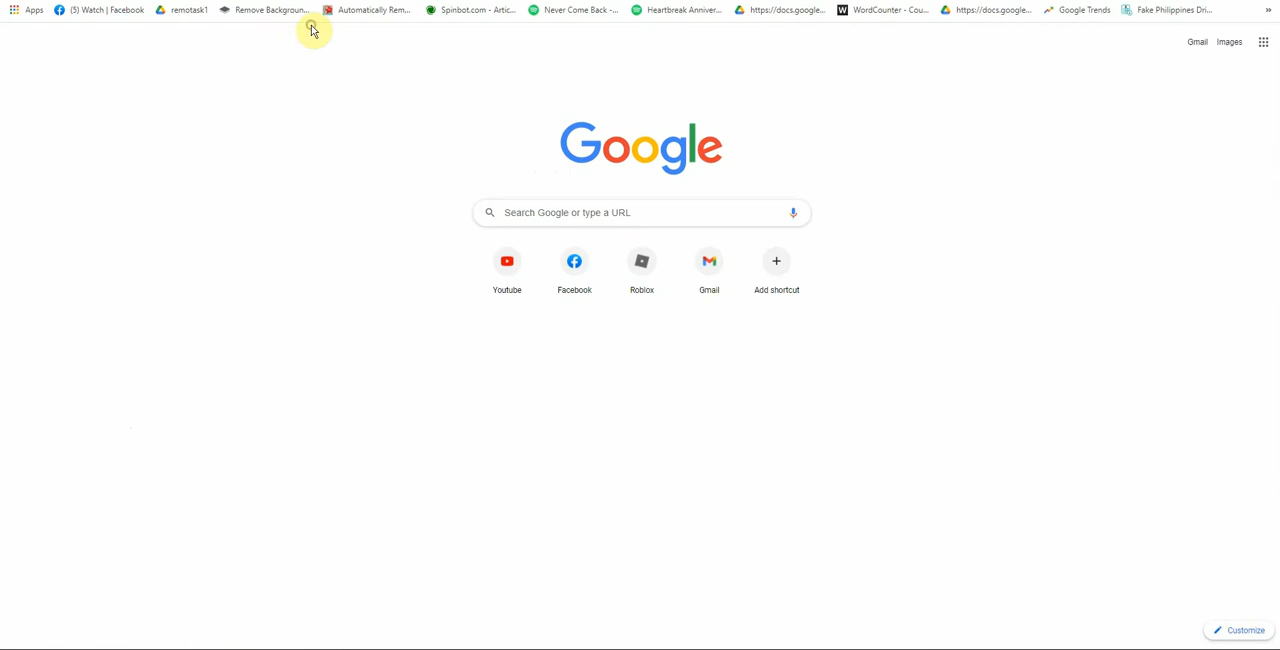 Apps (5) Watch | Facebook remotask1 Remove Backgroun... Automatically Rem... Spinbot.com - Artic... Never Come Back -... Heartbreak Anniver... https://docs.google... WordCounter - Cou... https://docs.google... Google Trends Fake Philippines Dri... »
Gmail Images
Google
Search Google or type a URL
Youtube Facebook Roblox Gmail Add shortcut
Customize